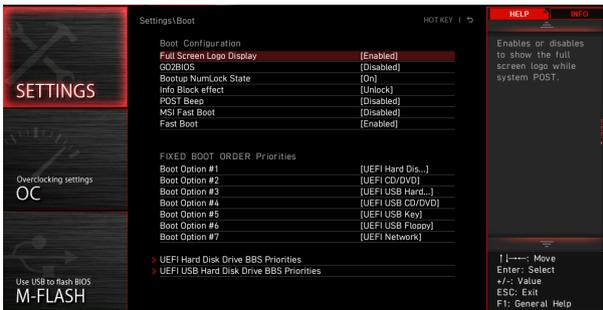 Settings\Boot
HOT KEY | ⮌
HELP
INFO
SETTINGS
Overclocking settings
OC
Use USB to flash BIOS
M-FLASH
Boot Configuration
Full Screen Logo Display [Enabled]
GO2BIOS [Disabled]
Bootup NumLock State [On]
Info Block effect [Unlock]
POST Beep [Disabled]
MSI Fast Boot [Disabled]
Fast Boot [Enabled]
FIXED BOOT ORDER Priorities
Boot Option #1 [UEFI Hard Dis...]
Boot Option #2 [UEFI CD/DVD]
Boot Option #3 [UEFI USB Hard...]
Boot Option #4 [UEFI USB CD/DVD]
Boot Option #5 [UEFI USB Key]
Boot Option #6 [UEFI USB Floppy]
Boot Option #7 [UEFI Network]
> UEFI Hard Disk Drive BBS Priorities
> UEFI USB Hard Disk Drive BBS Priorities
Enables or disables
to show the full
screen logo while
system POST.
↑↓→←: Move
Enter: Select
+/-: Value
ESC: Exit
F1: General Help